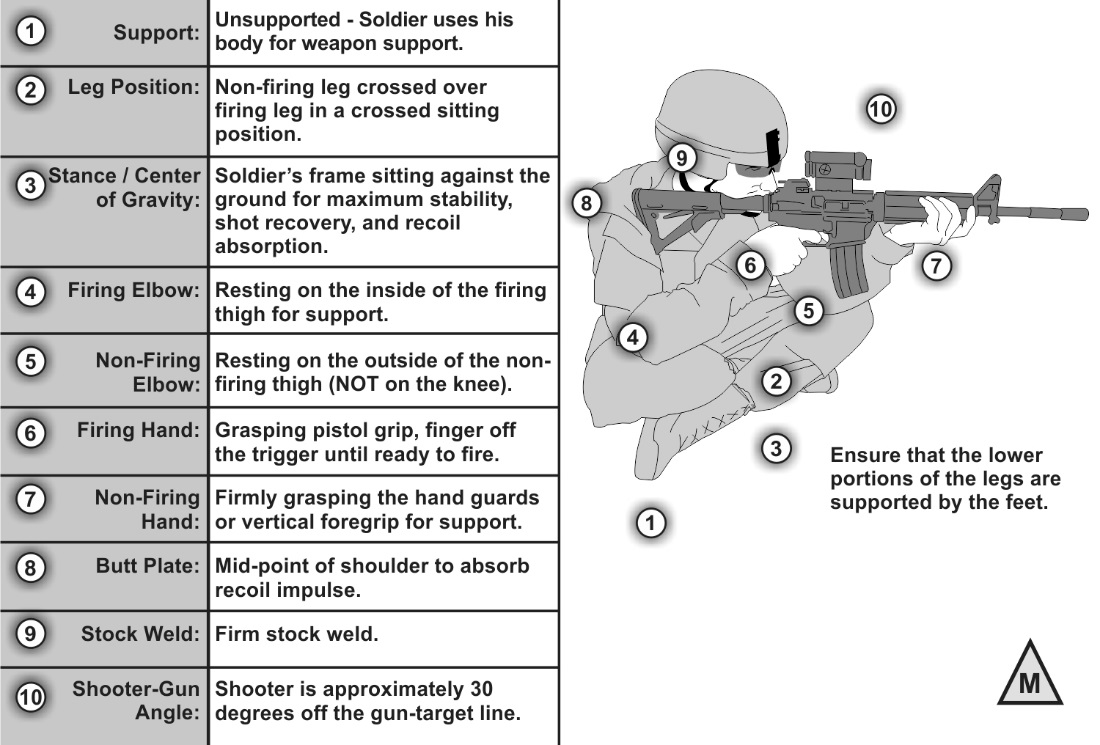 1 Support: Unsupported - Soldier uses his
body for weapon support.
2 Leg Position: Non-firing leg crossed over
firing leg in a crossed sitting
position.
3 Stance / Center
of Gravity:
Soldier's frame sitting against the
ground for maximum stability,
shot recovery, and recoil
absorption.
4 Firing Elbow: Resting on the inside of the firing
thigh for support.
5 Non-Firing
Elbow:
Resting on the outside of the non-
firing thigh (NOT on the knee).
6 Firing Hand: Grasping pistol grip, finger off
the trigger until ready to fire.
7 Non-Firing
Hand:
Firmly grasping the hand guards
or vertical foregrip for support.
8 Butt Plate: Mid-point of shoulder to absorb
recoil impulse.
9 Stock Weld: Firm stock weld.
10 Shooter-Gun
Angle:
Shooter is approximately 30
degrees off the gun-target line.
10
9
8
6
7
5
4
2
3
1
Ensure that the lower
portions of the legs are
supported by the feet.
M